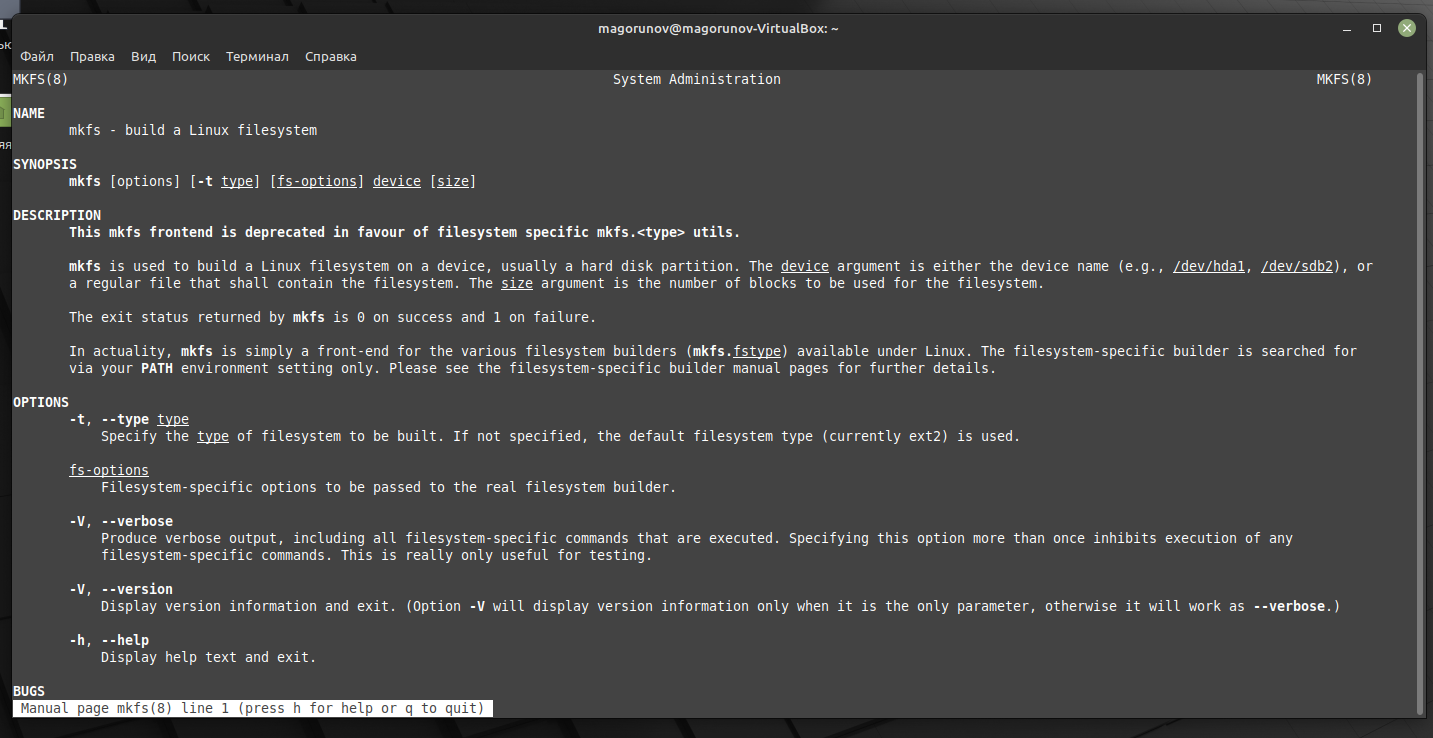 magorunov@magorunov-VirtualBox: ~
Файл Правка Вид Поиск Терминал Справка
MKFS(8) System Administration MKFS(8)
NAME
mkfs - build a Linux filesystem
SYNOPSIS
mkfs [options] [-t type] [fs-options] device [size]
DESCRIPTION
This mkfs frontend is deprecated in favour of filesystem specific mkfs.<type> utils.
mkfs is used to build a Linux filesystem on a device, usually a hard disk partition. The device argument is either the device name (e.g., /dev/hda1, /dev/sdb2), or
a regular file that shall contain the filesystem. The size argument is the number of blocks to be used for the filesystem.
The exit status returned by mkfs is 0 on success and 1 on failure.
In actuality, mkfs is simply a front-end for the various filesystem builders (mkfs.fstype) available under Linux. The filesystem-specific builder is searched for
via your PATH environment setting only. Please see the filesystem-specific builder manual pages for further details.
OPTIONS
-t, --type type
Specify the type of filesystem to be built. If not specified, the default filesystem type (currently ext2) is used.
fs-options
Filesystem-specific options to be passed to the real filesystem builder.
-V, --verbose
Produce verbose output, including all filesystem-specific commands that are executed. Specifying this option more than once inhibits execution of any
filesystem-specific commands. This is really only useful for testing.
-V, --version
Display version information and exit. (Option -V will display version information only when it is the only parameter, otherwise it will work as --verbose.)
-h, --help
Display help text and exit.
BUGS
Manual page mkfs(8) line 1 (press h for help or q to quit)